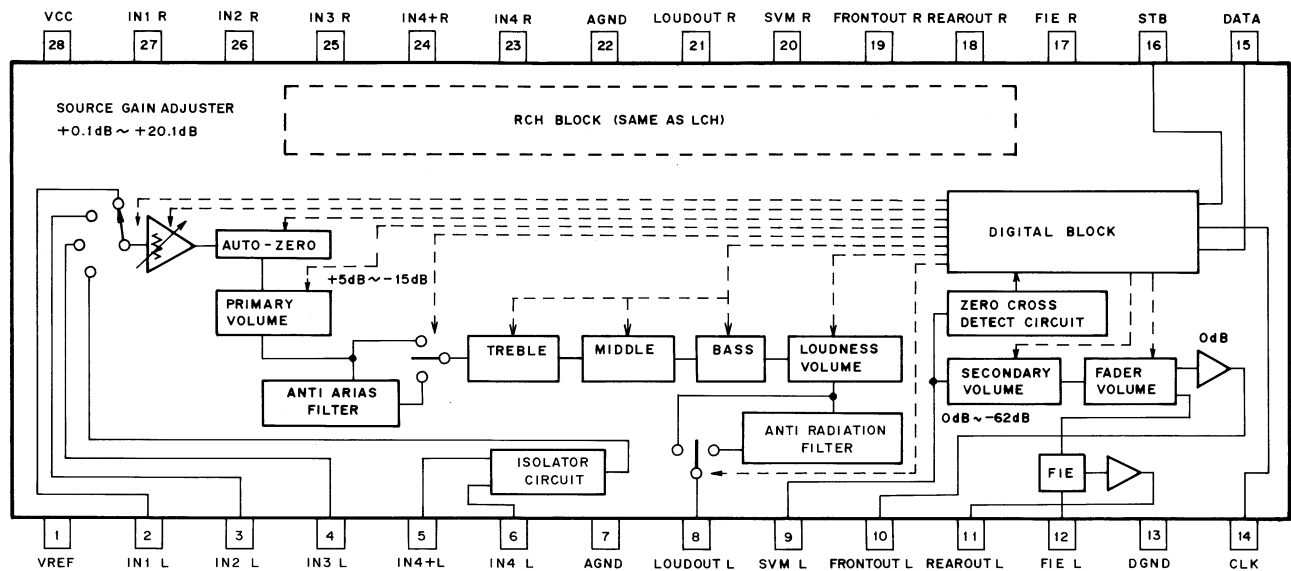 VCC IN1 R IN2 R IN3 R IN4+R IN4 R AGND LOUDOUT R SVM R FRONTOUT R REAROUT R FIE R STB DATA
28 27 26 25 24 23 22 21 20 19 18 17 16 15
SOURCE GAIN ADJUSTER
+0.1dB ~ +20.1dB
RCH BLOCK (SAME AS LCH)
AUTO-ZERO
DIGITAL BLOCK
+5dB ~ -15dB
PRIMARY
VOLUME
ZERO CROSS
DETECT CIRCUIT
TREBLE
MIDDLE
BASS
LOUDNESS
VOLUME
SECONDARY
VOLUME
FADER
VOLUME
0dB
ANTI ARIAS
FILTER
0dB ~ -62dB
ANTI RADIATION
FILTER
ISOLATOR
CIRCUIT
FIE
1 2 3 4 5 6 7 8 9 10 11 12 13 14
VREF IN1 L IN2 L IN3 L IN4+L IN4 L AGND LOUDOUT L SVM L FRONTOUT L REAROUT L FIE L DGND CLK